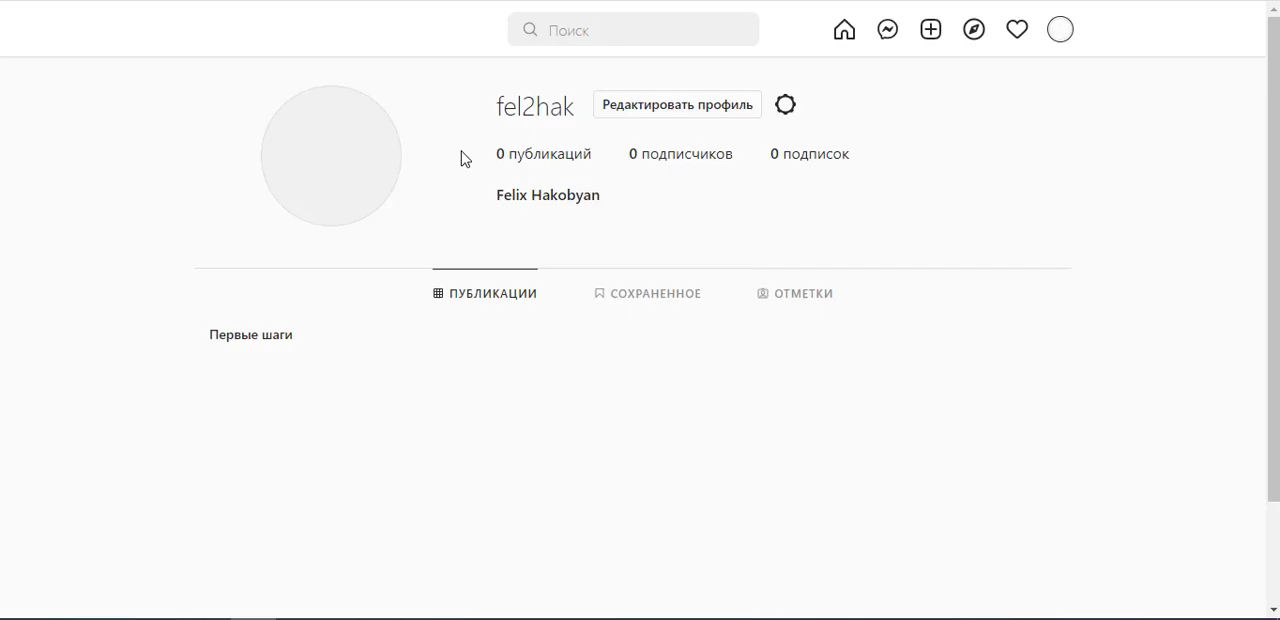 Поиск
fel2hak Редактировать профиль
0 публикаций 0 подписчиков 0 подписок
Felix Hakobyan
ПУБЛИКАЦИИ СОХРАНЕННОЕ ОТМЕТКИ
Первые шаги